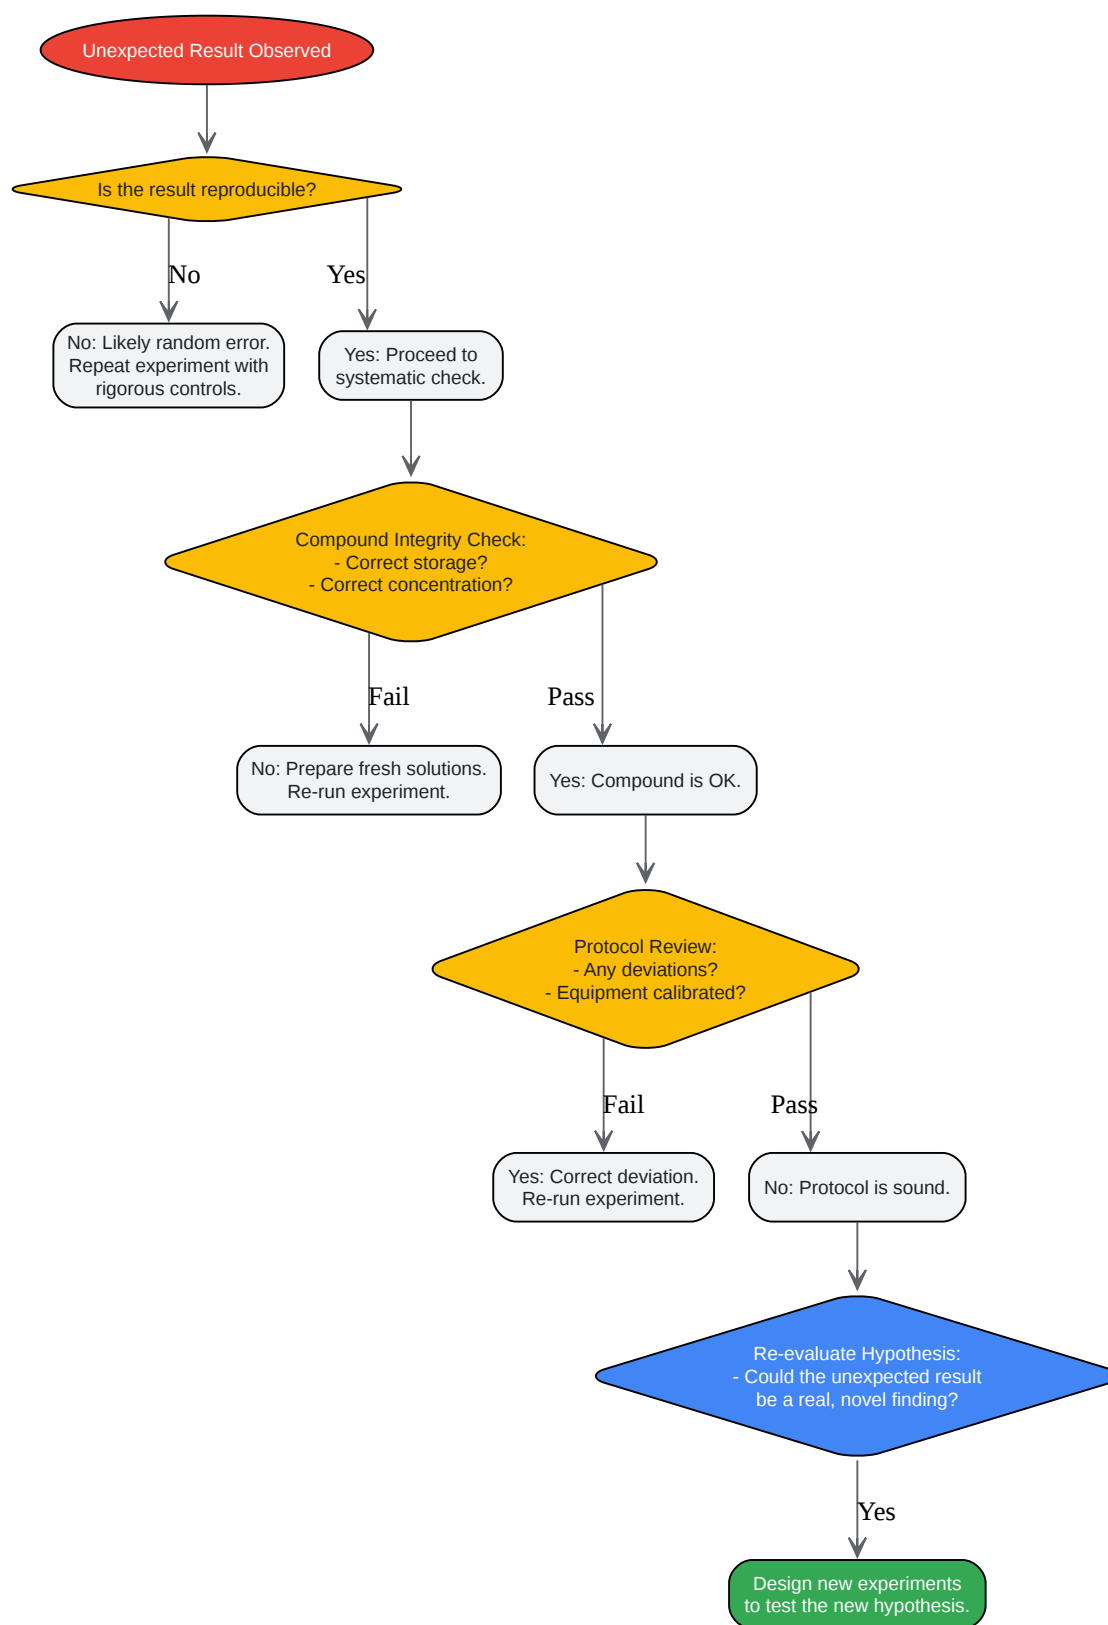 Unexpected Result Observed
Is the result reproducible?
No
Yes
No: Likely random error.
Repeat experiment with
rigorous controls.
Yes: Proceed to
systematic check.
Compound Integrity Check:
- Correct storage?
- Correct concentration?
Fail
Pass
No: Prepare fresh solutions.
Re-run experiment.
Yes: Compound is OK.
Protocol Review:
- Any deviations?
- Equipment calibrated?
Fail
Pass
Yes: Correct deviation.
Re-run experiment.
No: Protocol is sound.
Re-evaluate Hypothesis:
- Could the unexpected result
be a real, novel finding?
Yes
Design new experiments
to test the new hypothesis.